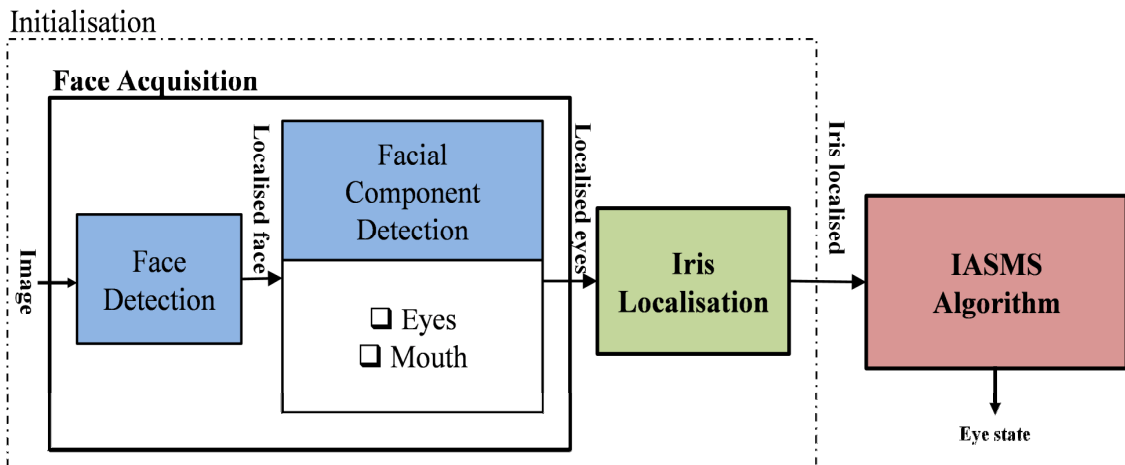 Initialisation
Face Acquisition
Image
Face
Detection
Localised face
Facial
Component
Detection
❑ Eyes
❑ Mouth
Localised eyes
Iris
Localisation
Iris localised
IASMS
Algorithm
Eye state